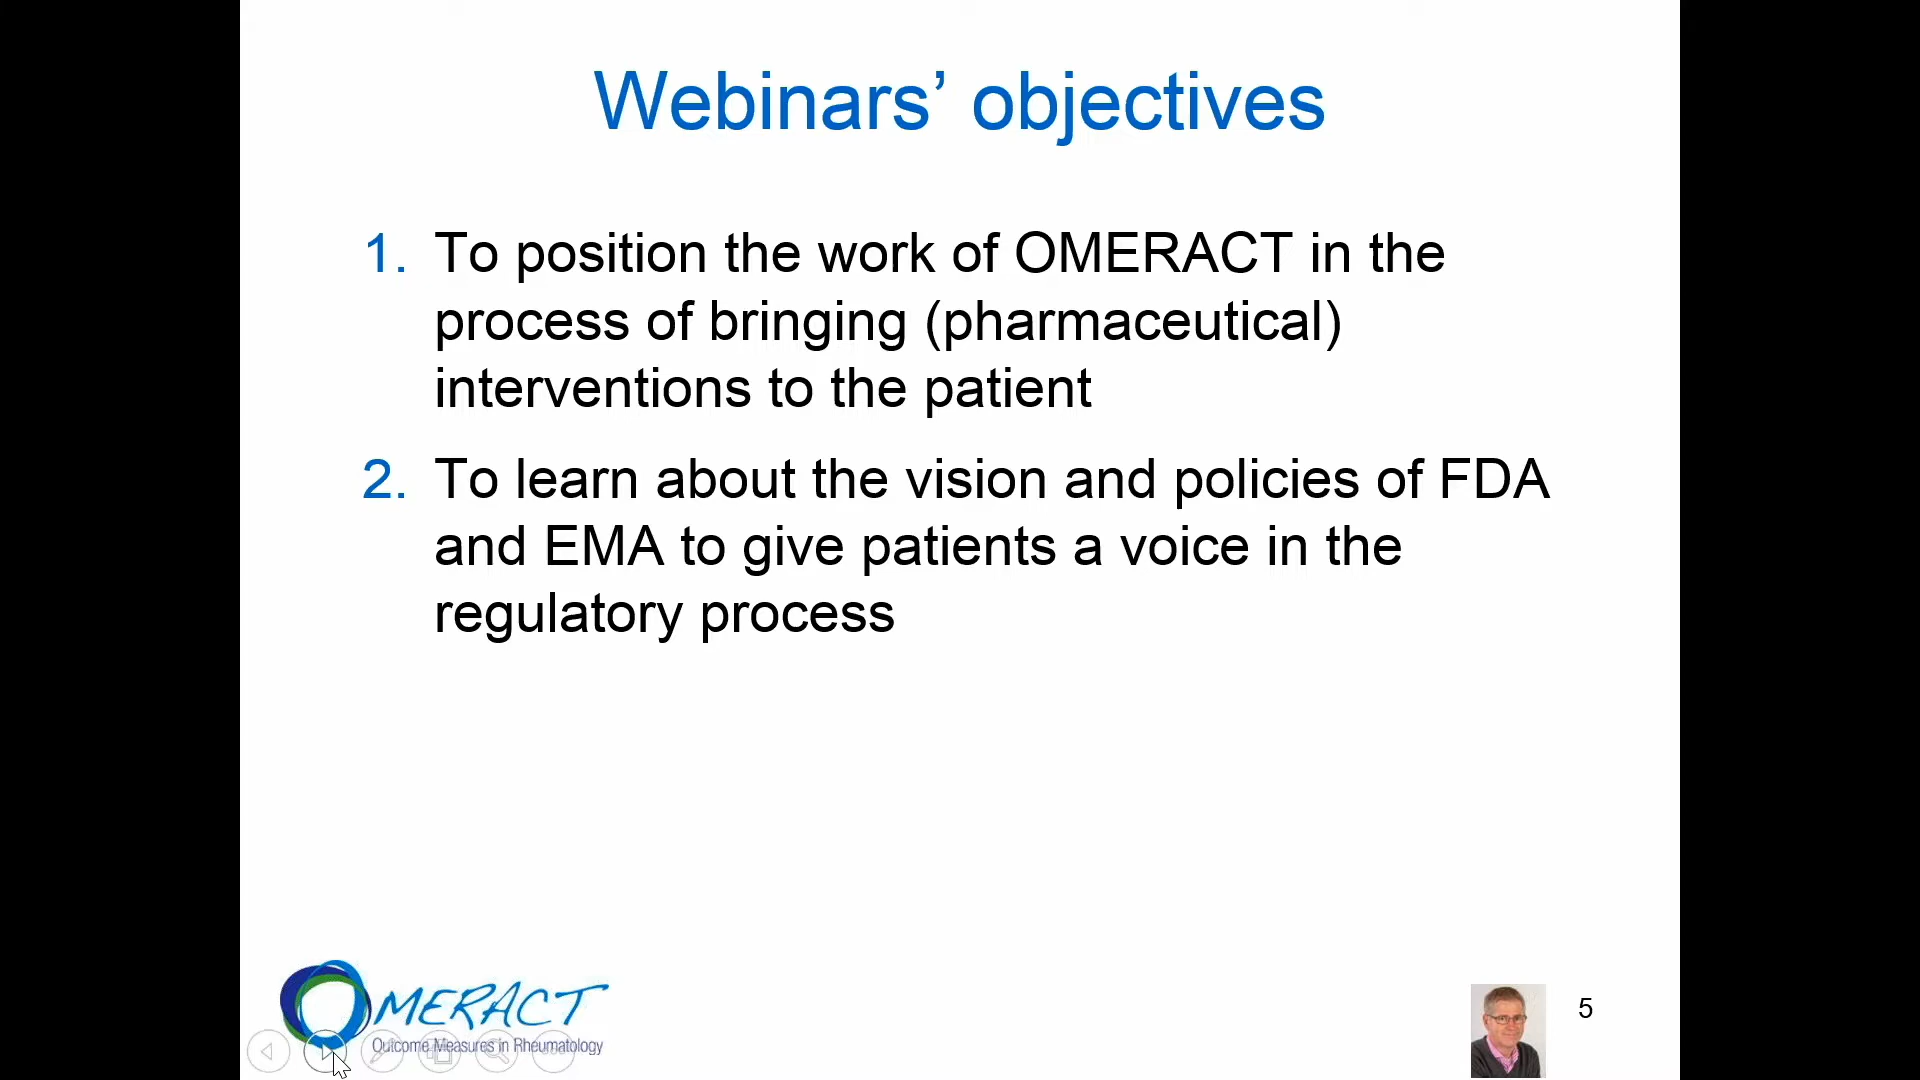 Webinars’ objectives
1. To position the work of OMERACT in the
process of bringing (pharmaceutical)
interventions to the patient
2. To learn about the vision and policies of FDA
and EMA to give patients a voice in the
regulatory process
OMERACT
Outcome Measures in Rheumatology
5